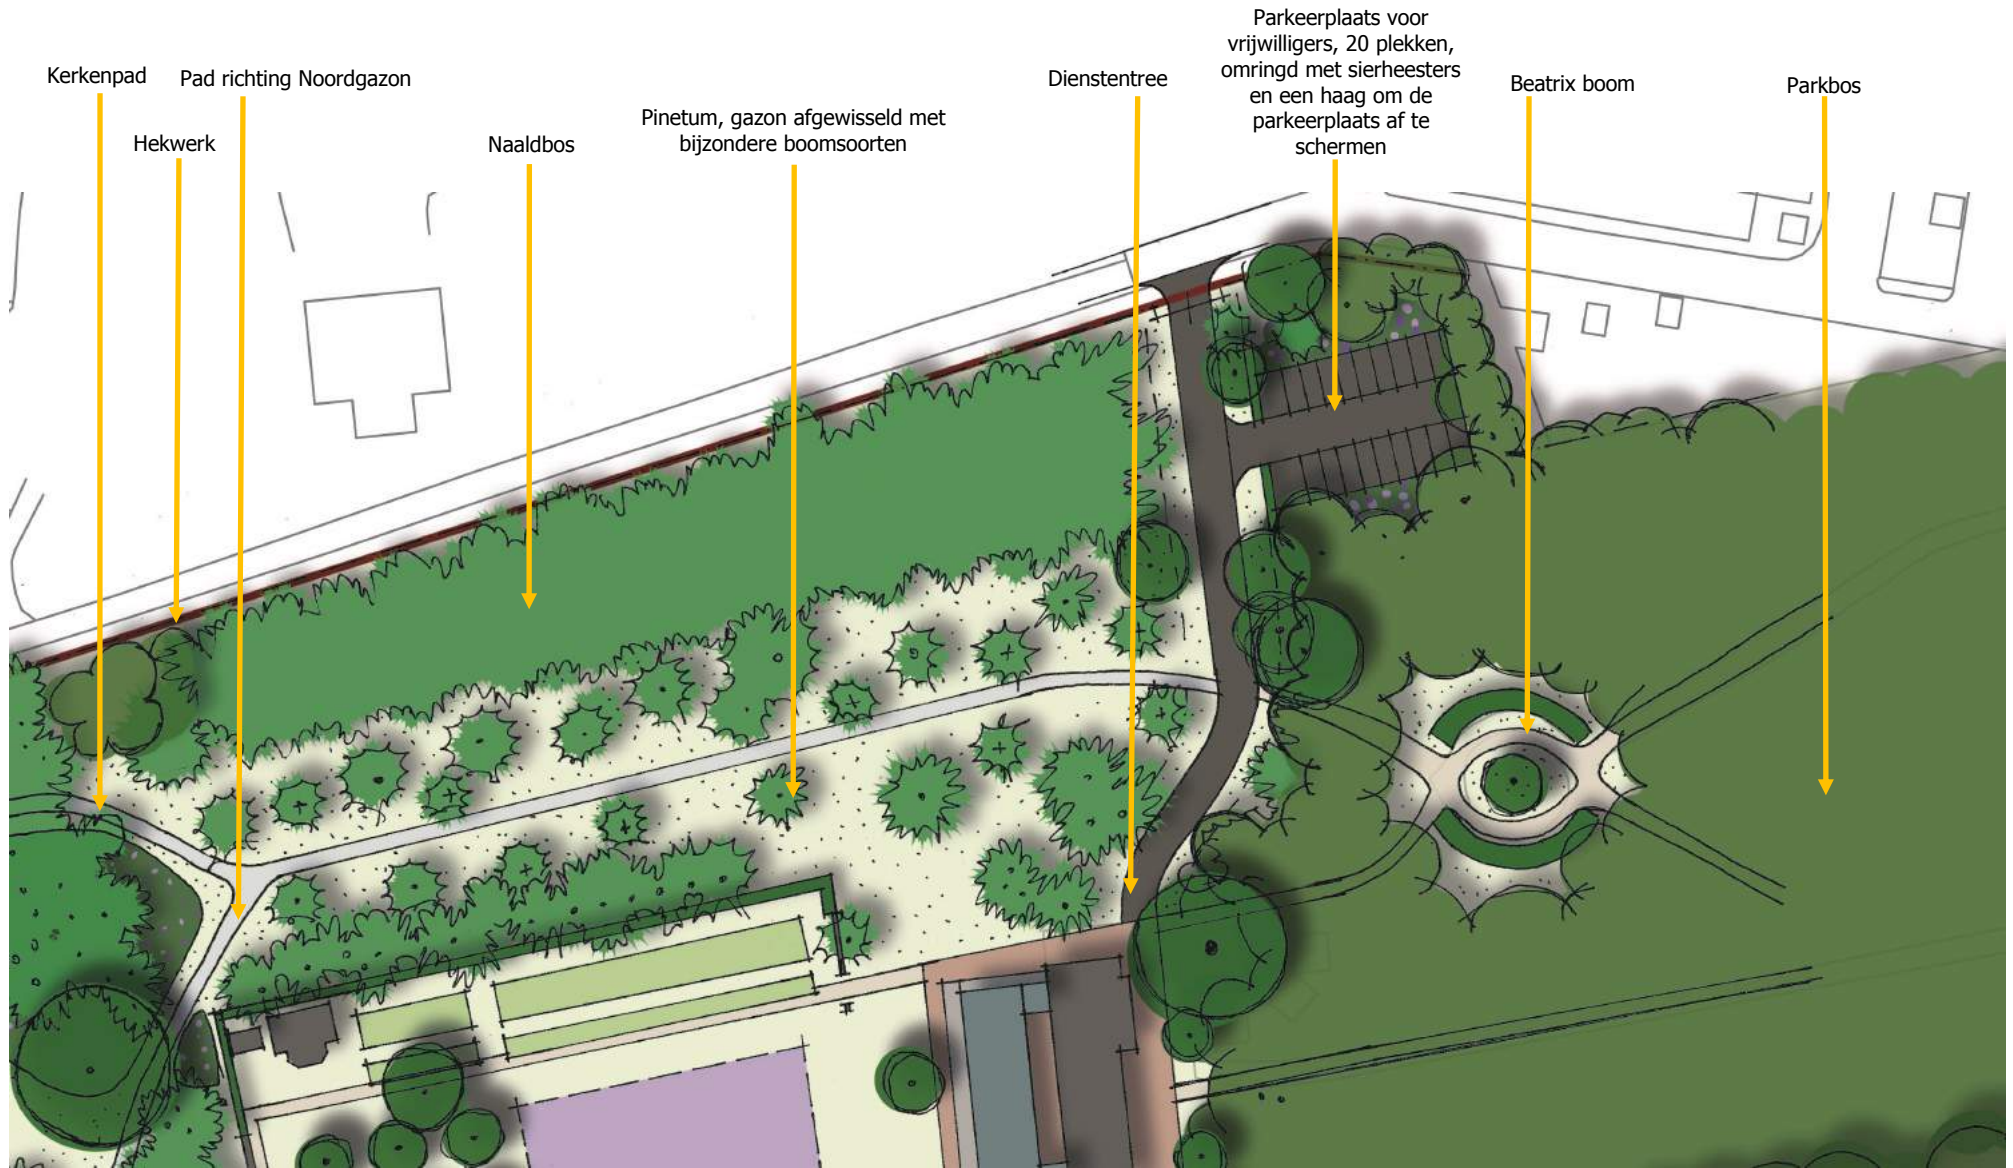 Kerkenpad
Pad richting Noordgazon
Hekwerk
Naaldbos
Pinetum, gazon afgewisseld met
bijzondere boomsoorten
Dienstentree
Parkeerplaats voor
vrijwilligers, 20 plekken,
omringd met sierheesters
en een haag om de
parkeerplaats af te
schermen
Beatrix boom
Parkbos